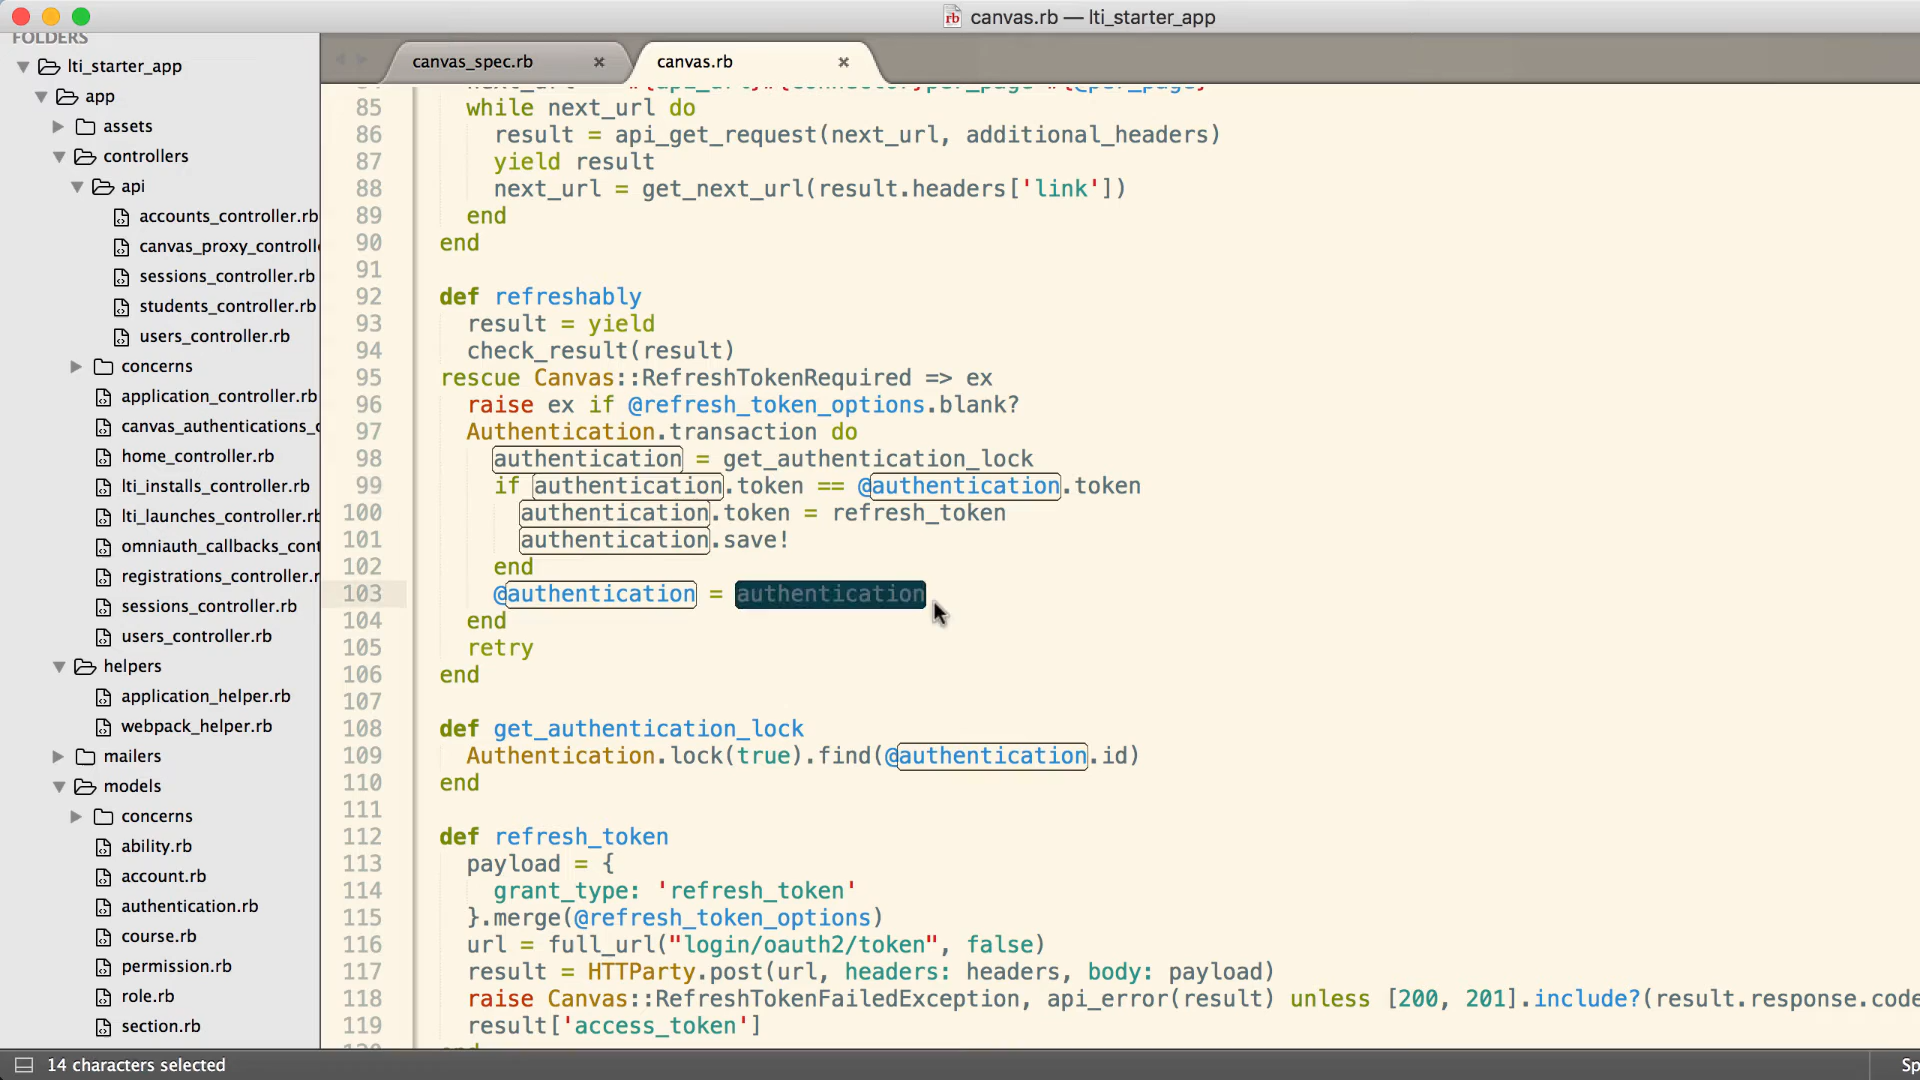 canvas.rb — lti_starter_app
FOLDERS
lti_starter_app
app
assets
controllers
api
accounts_controller.rb
canvas_proxy_controlle
sessions_controller.rb
students_controller.rb
users_controller.rb
concerns
application_controller.rb
canvas_authentications_c
home_controller.rb
lti_installs_controller.rb
lti_launches_controller.rb
omniauth_callbacks_cont
registrations_controller.r
sessions_controller.rb
users_controller.rb
helpers
application_helper.rb
webpack_helper.rb
mailers
models
concerns
ability.rb
account.rb
authentication.rb
course.rb
permission.rb
role.rb
section.rb
canvas_spec.rb
canvas.rb
85 while next_url do
86 result = api_get_request(next_url, additional_headers)
87 yield result
88 next_url = get_next_url(result.headers['link'])
89 end
90 end
91
92 def refreshably
93 result = yield
94 check_result(result)
95 rescue Canvas::RefreshTokenRequired => ex
96 raise ex if @refresh_token_options.blank?
97 Authentication.transaction do
98 authentication = get_authentication_lock
99 if authentication.token == @authentication.token
100 authentication.token = refresh_token
101 authentication.save!
102 end
103 @authentication = authentication
104 end
105 retry
106 end
107
108 def get_authentication_lock
109 Authentication.lock(true).find(@authentication.id)
110 end
111
112 def refresh_token
113 payload = {
114 grant_type: 'refresh_token'
115 }.merge(@refresh_token_options)
116 url = full_url("login/oauth2/token", false)
117 result = HTTParty.post(url, headers: headers, body: payload)
118 raise Canvas::RefreshTokenFailedException, api_error(result) unless [200, 201].include?(result.response.code
119 result['access_token']
14 characters selected
Sp